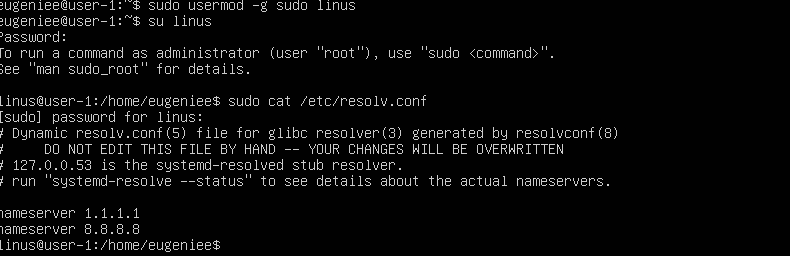 eugeniee@user-1:~$ sudo usermod -g sudo linus
eugeniee@user-1:~$ su linus
Password:
To run a command as administrator (user "root"), use "sudo <command>".
See "man sudo_root" for details.
linus@user-1:/home/eugeniee$ sudo cat /etc/resolv.conf
[sudo] password for linus:
# Dynamic resolv.conf(5) file for glibc resolver(3) generated by resolvconf(8)
#     DO NOT EDIT THIS FILE BY HAND -- YOUR CHANGES WILL BE OVERWRITTEN
# 127.0.0.53 is the systemd-resolved stub resolver.
# run "systemd-resolve --status" to see details about the actual nameservers.
nameserver 1.1.1.1
nameserver 8.8.8.8
linus@user-1:/home/eugeniee$